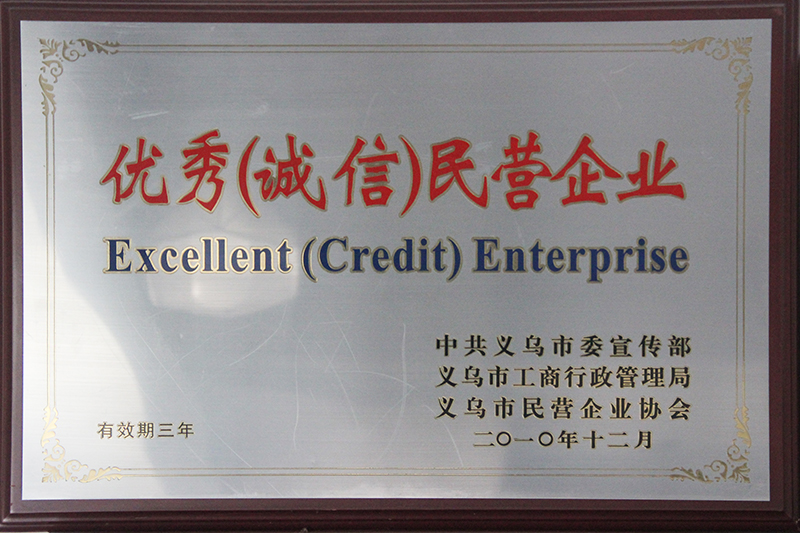 优秀(诚信)民营企业
Excellent (Credit) Enterprise
中共义乌市委宣传部
义乌市工商行政管理局
义乌市民营企业协会
有效期三年
二〇一〇年十二月